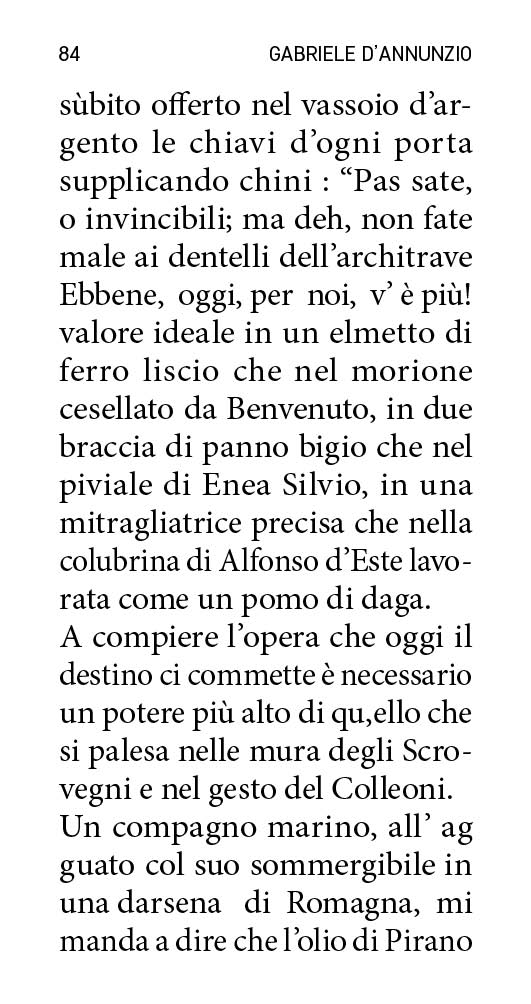 84 GABRIELE D’ANNUNZIO
sùbito offerto nel vassoio d’ar-
gento le chiavi d’ogni porta
supplicando chini : “Pas sate,
o invincibili; ma deh, non fate
male ai dentelli dell’architrave
Ebbene, oggi, per noi, v’ è più!
valore ideale in un elmetto di
ferro liscio che nel morione
cesellato da Benvenuto, in due
braccia di panno bigio che nel
piviale di Enea Silvio, in una
mitragliatrice precisa che nella
colubrina di Alfonso d’Este lavo-
rata come un pomo di daga.
A compiere l’opera che oggi il
destino ci commette è necessario
un potere più alto di qu,ello che
si palesa nelle mura degli Scro-
vegni e nel gesto del Colleoni.
Un compagno marino, all’ ag
guato col suo sommergibile in
una darsena di Romagna, mi
manda a dire che l’olio di Pirano